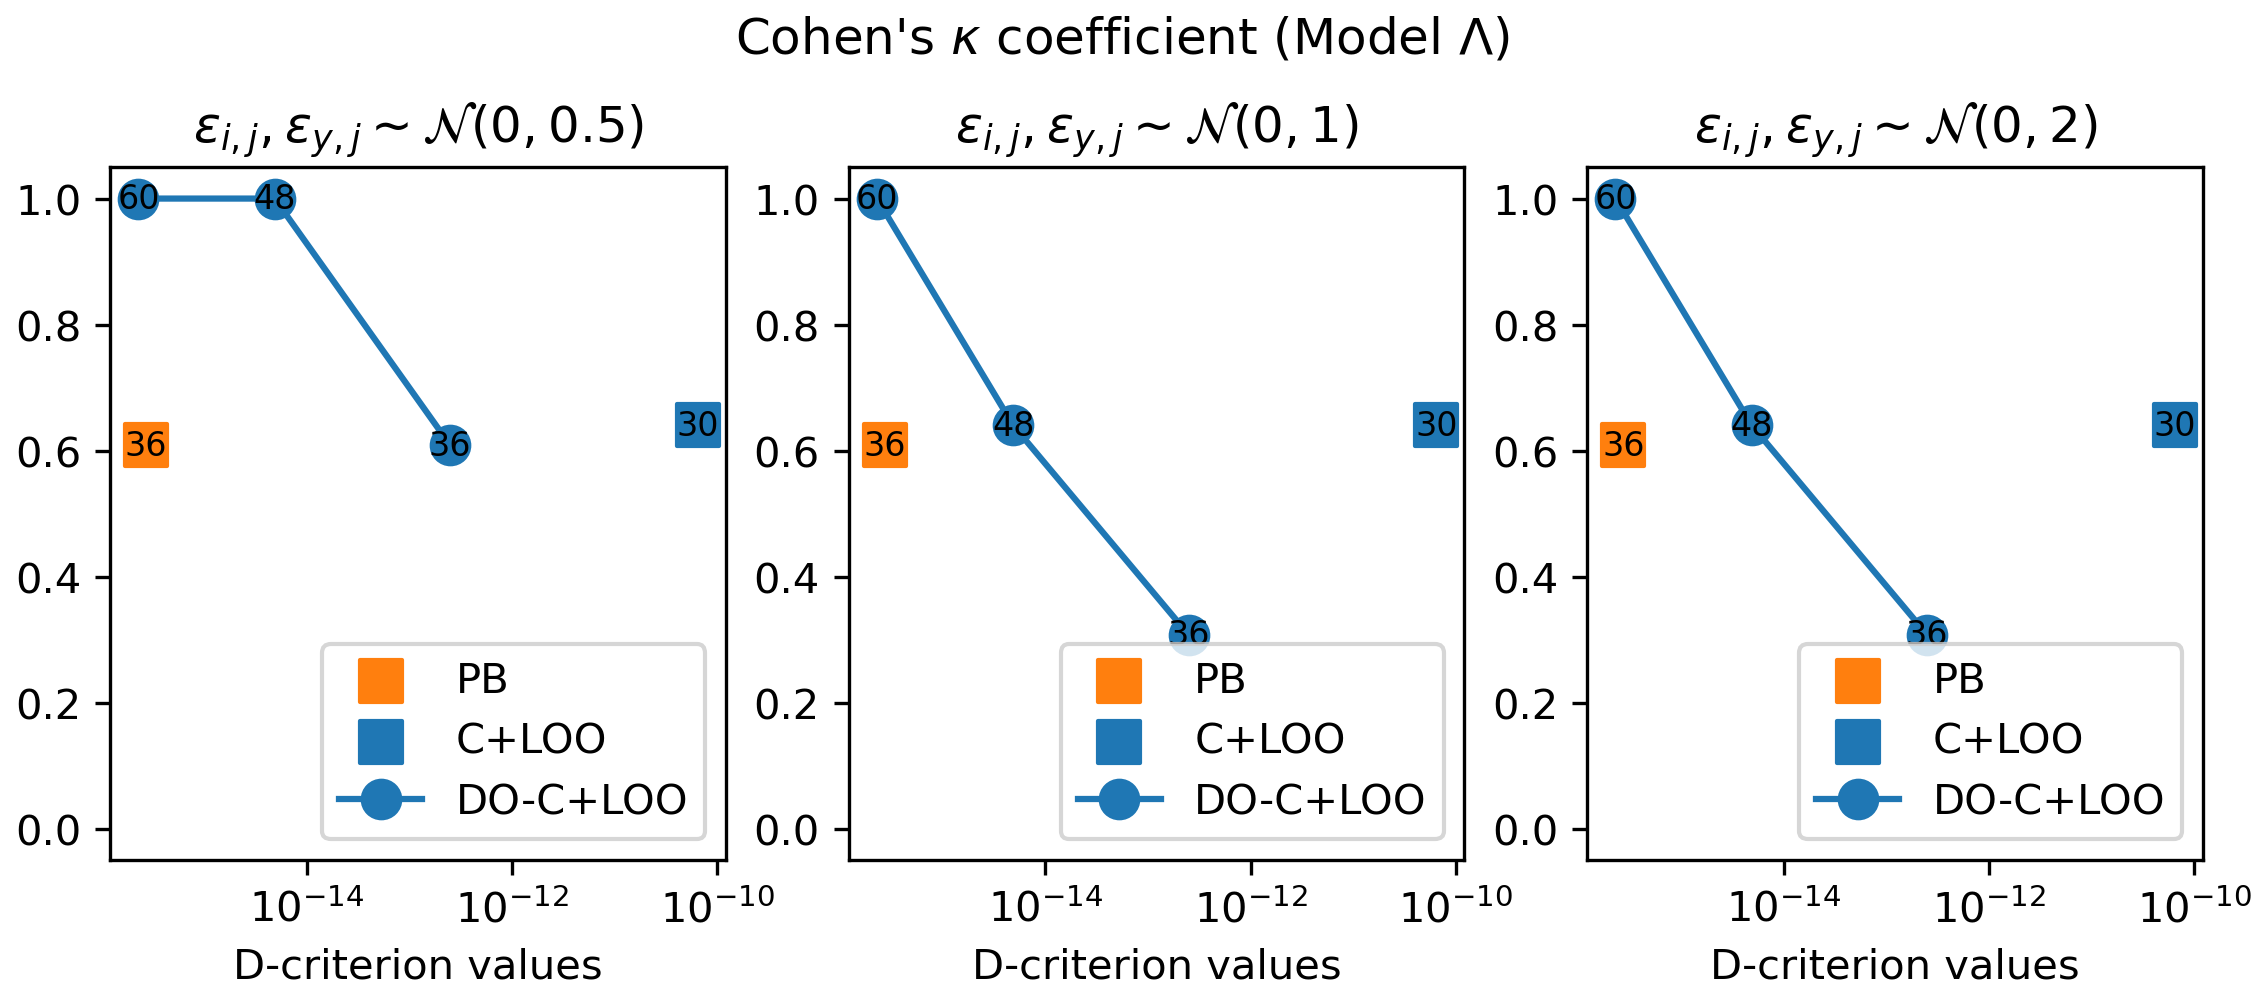 Cohen's κ coefficient (Model Λ)
ε_{i,j}, ε_{y,j} ~ 𝒩(0, 0.5)
1.0
0.8
0.6
0.4
0.2
0.0
60
48
36
36
30
PB
C+LOO
DO-C+LOO
10⁻¹⁴ 10⁻¹² 10⁻¹⁰
D-criterion values
ε_{i,j}, ε_{y,j} ~ 𝒩(0, 1)
1.0
0.8
0.6
0.4
0.2
0.0
60
48
36
36
30
PB
C+LOO
DO-C+LOO
10⁻¹⁴ 10⁻¹² 10⁻¹⁰
D-criterion values
ε_{i,j}, ε_{y,j} ~ 𝒩(0, 2)
1.0
0.8
0.6
0.4
0.2
0.0
60
48
36
36
30
PB
C+LOO
DO-C+LOO
10⁻¹⁴ 10⁻¹² 10⁻¹⁰
D-criterion values